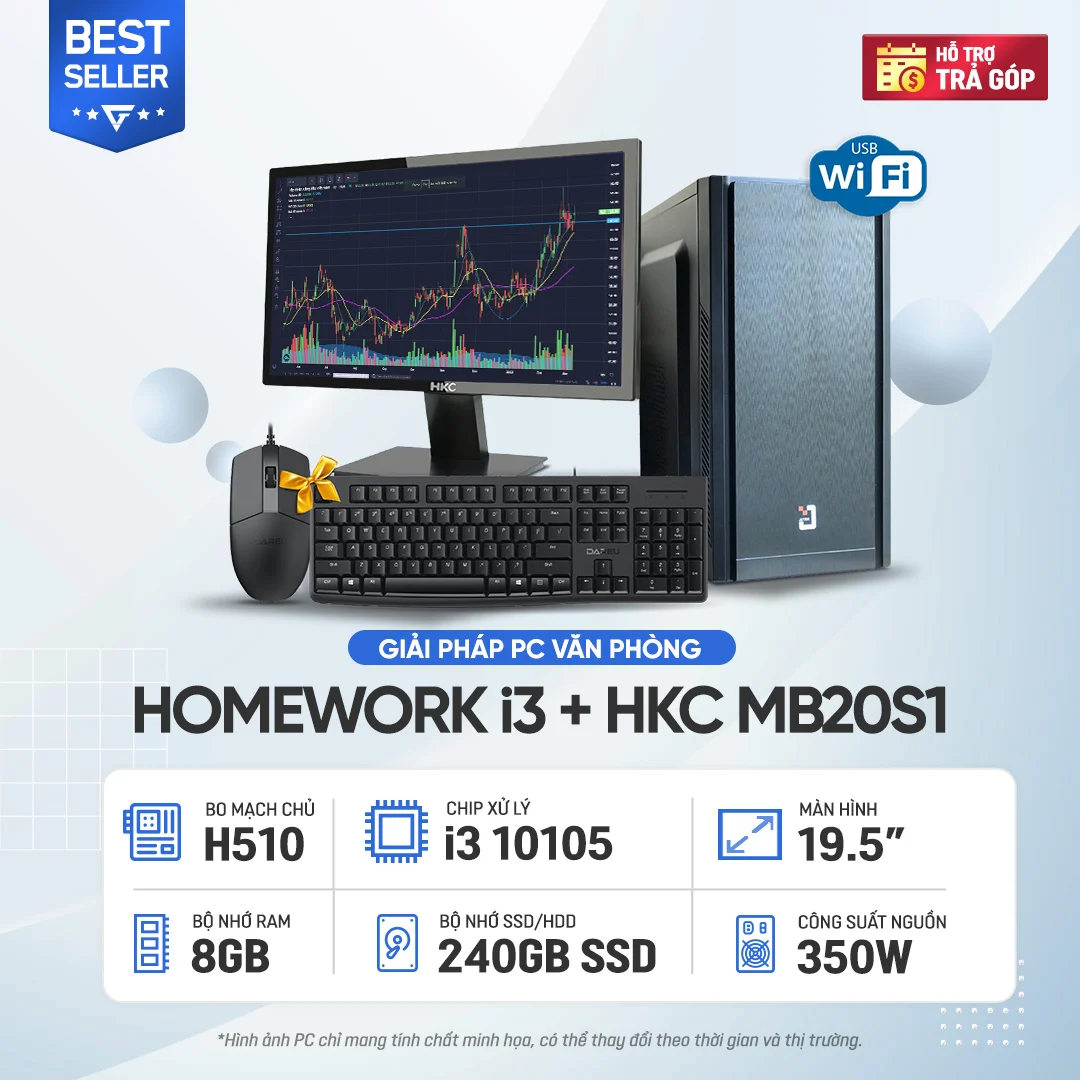 BEST
SELLER
HỖ TRỢ
TRẢ GÓP
USB
Wi Fi
HKC
DAREU
GIẢI PHÁP PC VĂN PHÒNG
HOMEWORK i3 + HKC MB20S1
BO MẠCH CHỦ
H510
CHIP XỬ LÝ
i3 10105
MÀN HÌNH
19.5”
BỘ NHỚ RAM
8GB
BỘ NHỚ SSD/HDD
240GB SSD
CÔNG SUẤT NGUỒN
350W
*Hình ảnh PC chỉ mang tính chất minh họa, có thể thay đổi theo thời gian và thị trường.